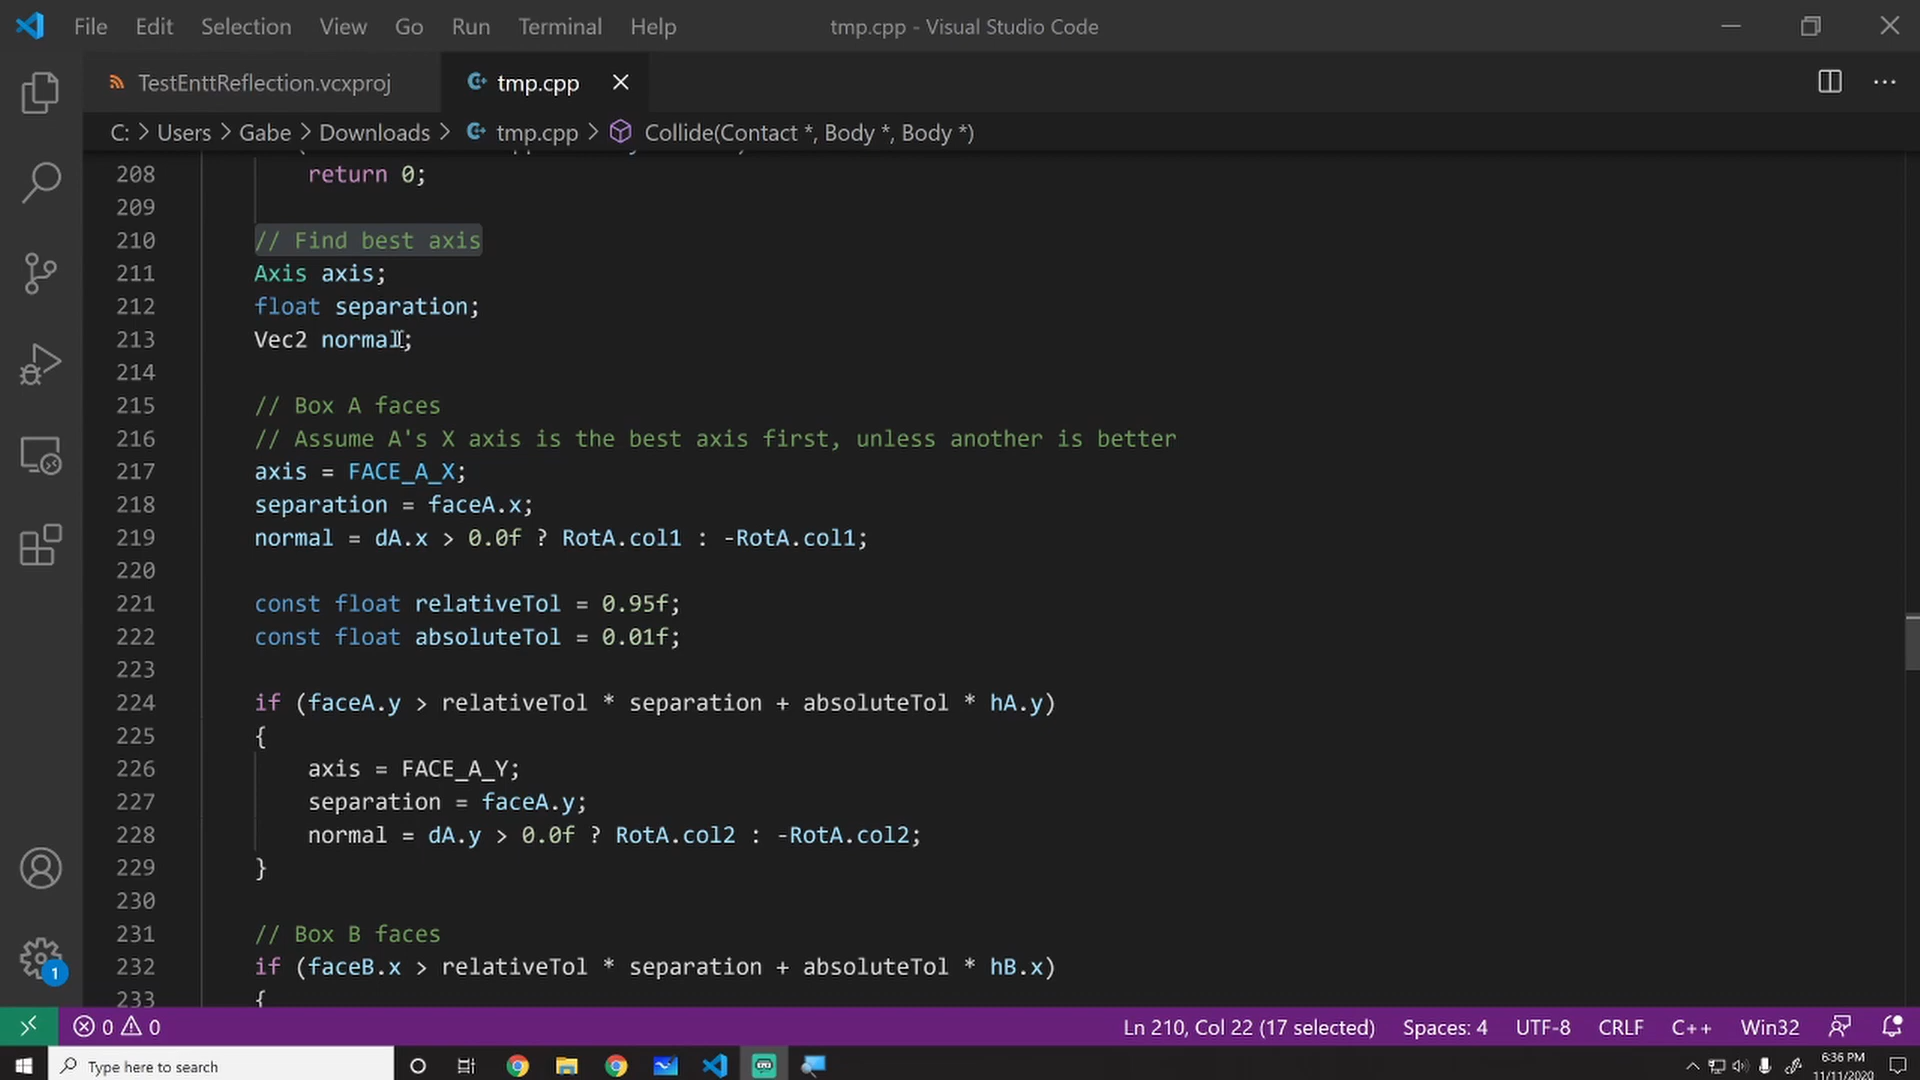 File Edit Selection View Go Run Terminal Help tmp.cpp - Visual Studio Code
TestEnttReflection.vcxproj tmp.cpp
C: > Users > Gabe > Downloads > tmp.cpp > Collide(Contact *, Body *, Body *)
208 return 0;
209
210 // Find best axis
211 Axis axis;
212 float separation;
213 Vec2 normal;
214
215 // Box A faces
216 // Assume A's X axis is the best axis first, unless another is better
217 axis = FACE_A_X;
218 separation = faceA.x;
219 normal = dA.x > 0.0f ? RotA.col1 : -RotA.col1;
220
221 const float relativeTol = 0.95f;
222 const float absoluteTol = 0.01f;
223
224 if (faceA.y > relativeTol * separation + absoluteTol * hA.y)
225 {
226 axis = FACE_A_Y;
227 separation = faceA.y;
228 normal = dA.y > 0.0f ? RotA.col2 : -RotA.col2;
229 }
230
231 // Box B faces
232 if (faceB.x > relativeTol * separation + absoluteTol * hB.x)
233 {
1
0 0 Ln 210, Col 22 (17 selected) Spaces: 4 UTF-8 CRLF C++ Win32
Type here to search 6:36 PM
11/11/2020